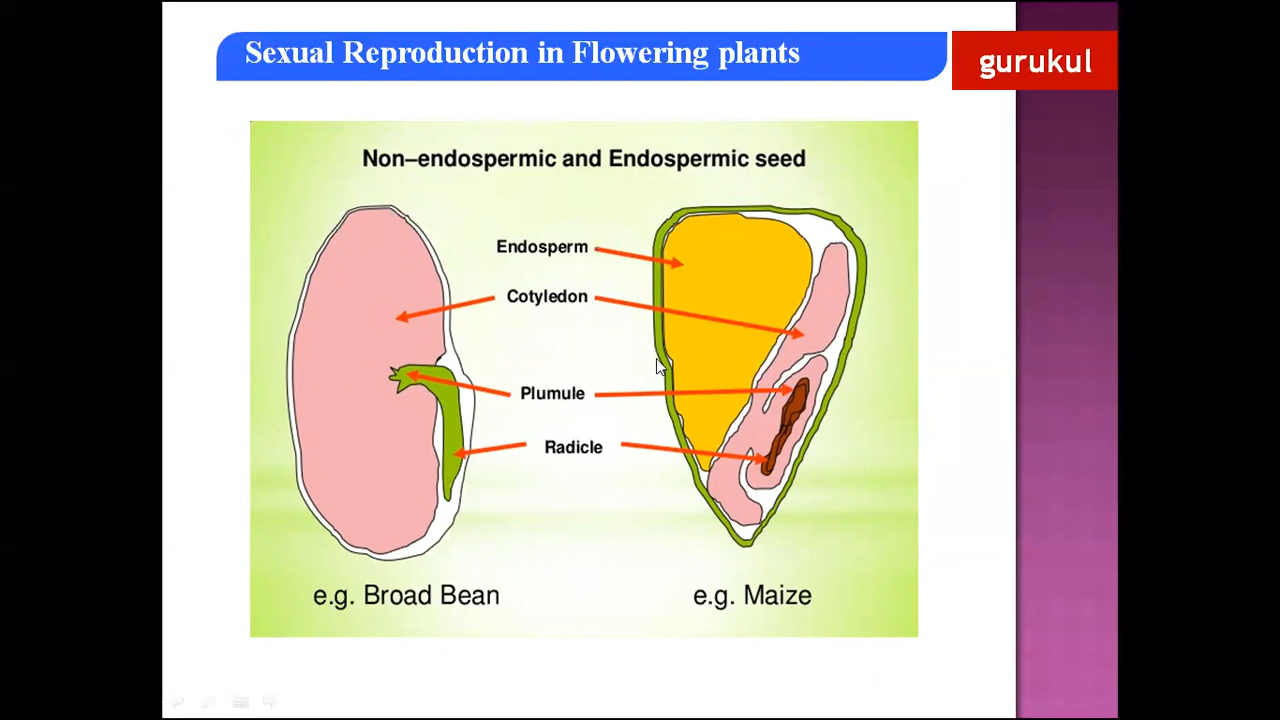 Sexual Reproduction in Flowering plants
gurukul
Non–endospermic and Endospermic seed
Endosperm
Cotyledon
Plumule
Radicle
e.g. Broad Bean
e.g. Maize